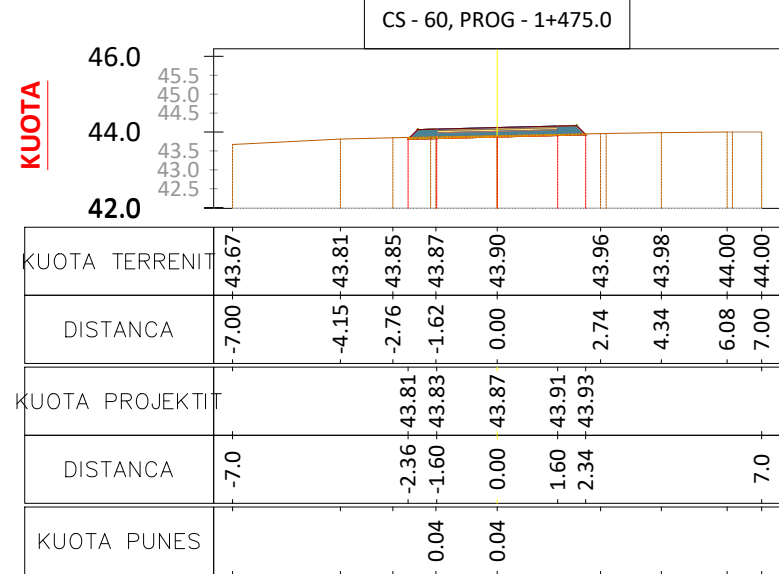 CS - 60, PROG - 1+475.0
KUOTA
46.0
45.5
45.0
44.5
44.0
43.5
43.0
42.5
42.0
KUOTA TERRENIT 43.67 43.81 43.85 43.87 43.90 43.96 43.98 44.00 44.00
DISTANCA -7.00 -4.15 -2.76 -1.62 0.00 2.74 4.34 6.08 7.00
KUOTA PROJEKTIT 43.81 43.83 43.87 43.91 43.93
DISTANCA -7.0 -2.36 -1.60 0.00 1.60 2.34 7.0
KUOTA PUNES 0.04 0.04